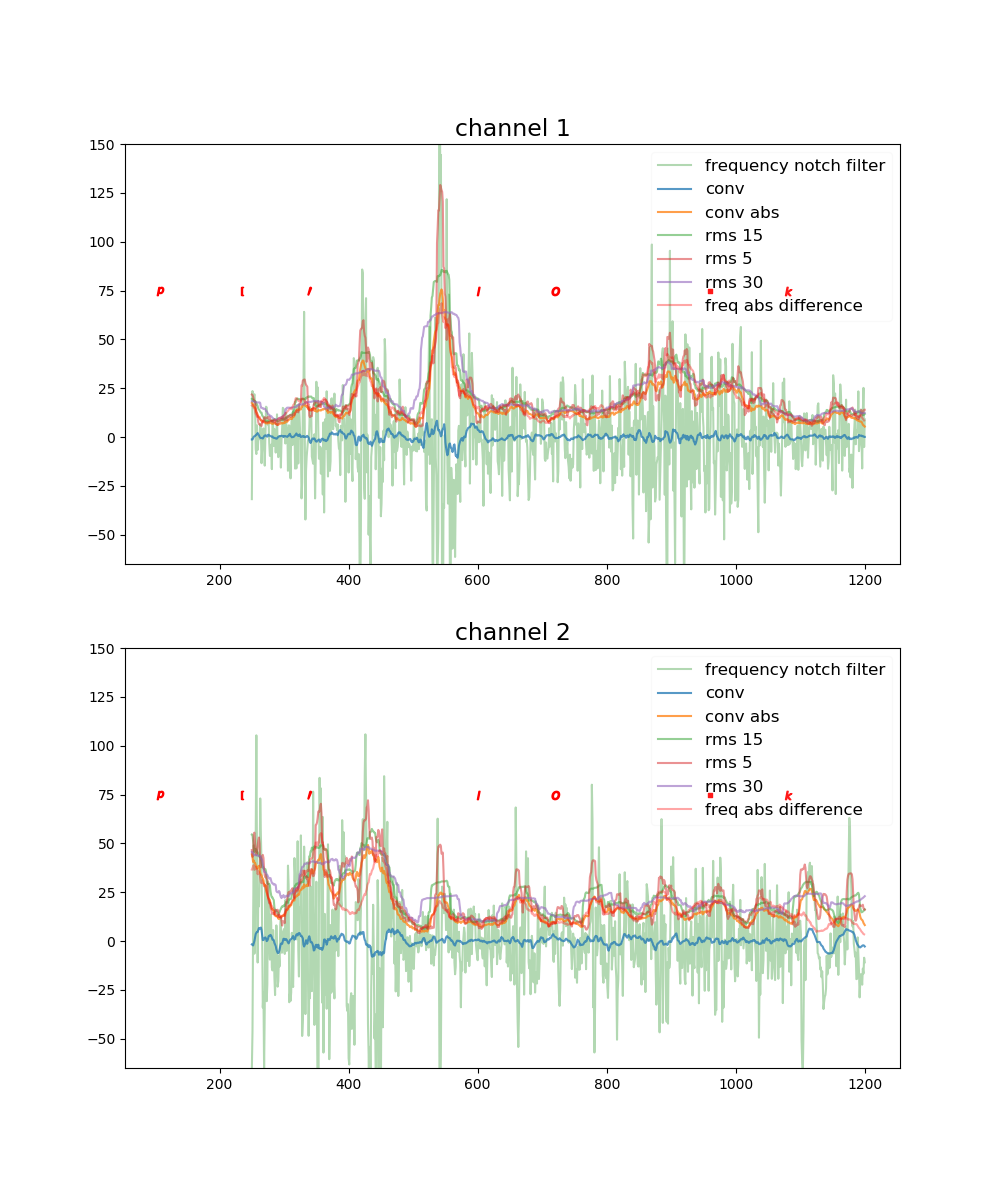 channel 1
150
125
100
75
50
25
0
−25
−50
frequency notch filter
conv
conv abs
rms 15
rms 5
rms 30
freq abs difference
p I / l O . k
200 400 600 800 1000 1200
channel 2
150
125
100
75
50
25
0
−25
−50
frequency notch filter
conv
conv abs
rms 15
rms 5
rms 30
freq abs difference
p I / l O . k
200 400 600 800 1000 1200